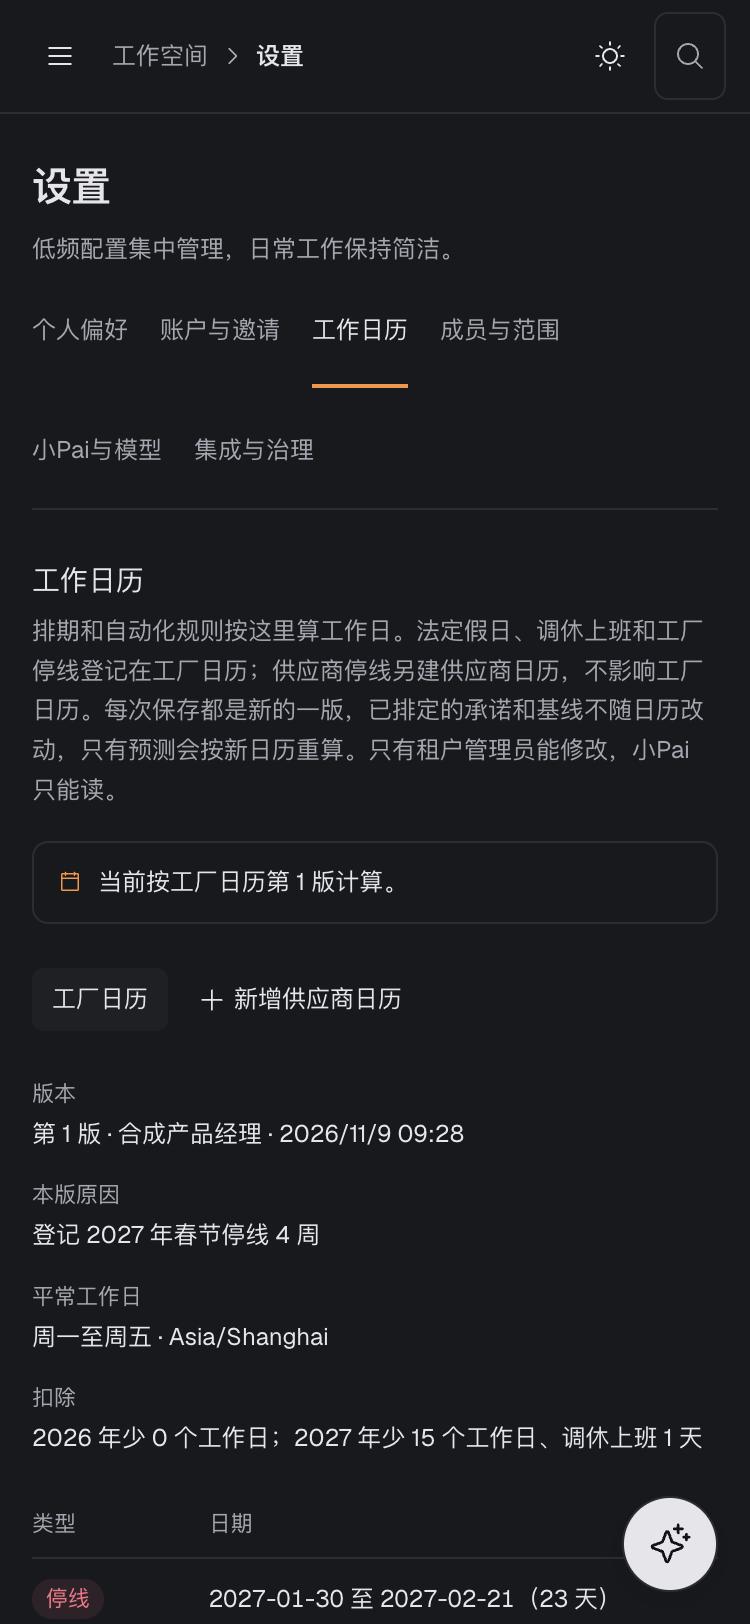 工作空间 > 设置
设置
低频配置集中管理，日常工作保持简洁。
个人偏好 账户与邀请 工作日历 成员与范围
小Pai与模型 集成与治理
工作日历
排期和自动化规则按这里算工作日。法定假日、调休上班和工厂
停线登记在工厂日历；供应商停线另建供应商日历，不影响工厂
日历。每次保存都是新的一版，已排定的承诺和基线不随日历改
动，只有预测会按新日历重算。只有租户管理员能修改，小Pai
只能读。
当前按工厂日历第 1 版计算。
工厂日历 + 新增供应商日历
版本
第 1 版 · 合成产品经理 · 2026/11/9 09:28
本版原因
登记 2027 年春节停线 4 周
平常工作日
周一至周五 · Asia/Shanghai
扣除
2026 年少 0 个工作日；2027 年少 15 个工作日、调休上班 1 天
类型 日期
停线 2027-01-30 至 2027-02-21（23 天）